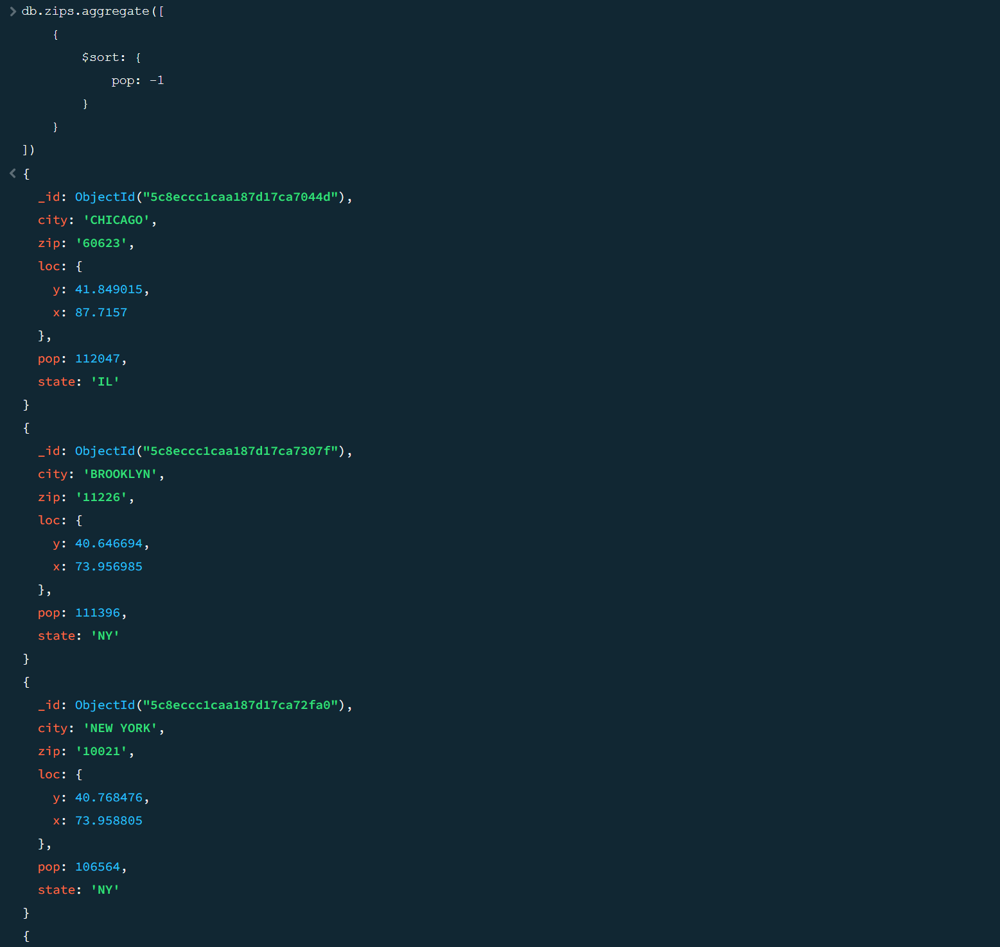 db.zips.aggregate([
{
$sort: {
pop: -1
}
}
])
{
_id: ObjectId("5c8eccc1caa187d17ca7044d"),
city: 'CHICAGO',
zip: '60623',
loc: {
y: 41.849015,
x: 87.7157
},
pop: 112047,
state: 'IL'
}
{
_id: ObjectId("5c8eccc1caa187d17ca7307f"),
city: 'BROOKLYN',
zip: '11226',
loc: {
y: 40.646694,
x: 73.956985
},
pop: 111396,
state: 'NY'
}
{
_id: ObjectId("5c8eccc1caa187d17ca72fa0"),
city: 'NEW YORK',
zip: '10021',
loc: {
y: 40.768476,
x: 73.958805
},
pop: 106564,
state: 'NY'
}
{